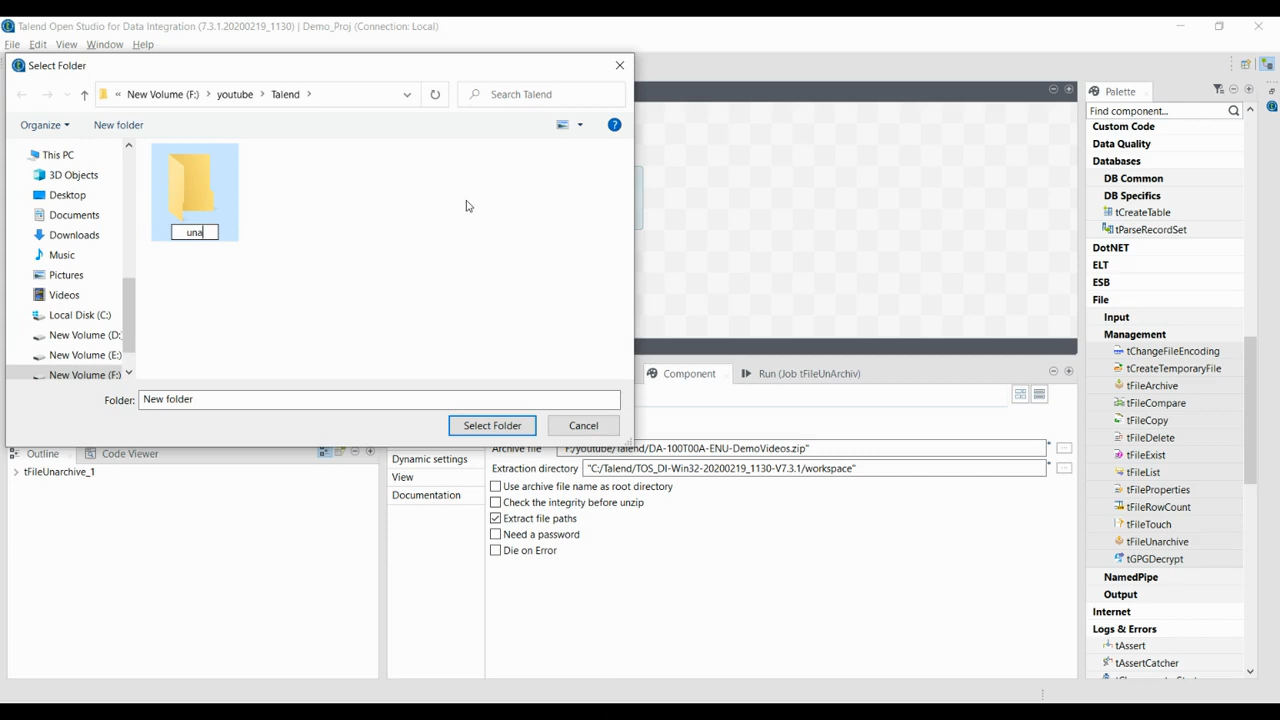 Talend Open Studio for Data Integration (7.3.1.20200219_1130) | Demo_Proj (Connection: Local)
File Edit View Window Help
Select Folder
« New Volume (F:) > youtube > Talend >
Search Talend
Organize
New folder
This PC
3D Objects
Desktop
Documents
Downloads
Music
Pictures
Videos
Local Disk (C:)
New Volume (D:
New Volume (E:)
New Volume (F:)
una
Folder: New folder
Select Folder
Cancel
Palette
Find component...
Custom Code
Data Quality
Databases
DB Common
DB Specifics
tCreateTable
tParseRecordSet
DotNET
ELT
ESB
File
Input
Management
tChangeFileEncoding
tCreateTemporaryFile
tFileArchive
tFileCompare
tFileCopy
tFileDelete
tFileExist
tFileList
tFileProperties
tFileRowCount
tFileTouch
tFileUnarchive
tGPGDecrypt
NamedPipe
Output
Internet
Logs & Errors
tAssert
tAssertCatcher
Component
Run (Job tFileUnArchiv)
Outline
Code Viewer
tFileUnarchive_1
Dynamic settings
View
Documentation
Archive file "F:/youtube/Talend/DA-100T00A-ENU-DemoVideos.zip" *
Extraction directory "C:/Talend/TOS_DI-Win32-20200219_1130-V7.3.1/workspace" *
Use archive file name as root directory
Check the integrity before unzip
Extract file paths
Need a password
Die on Error